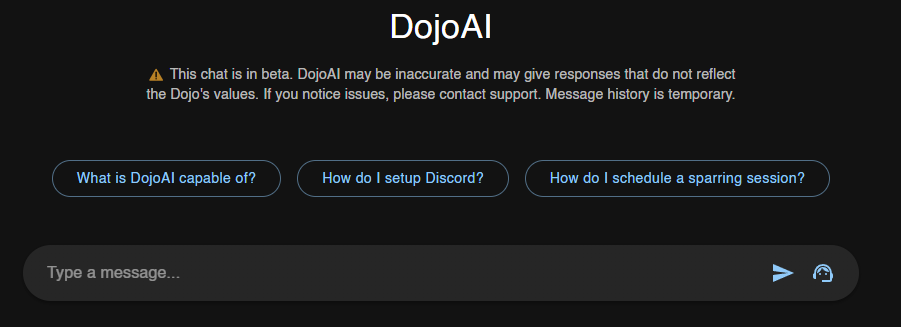 DojoAI
⚠ This chat is in beta. DojoAI may be inaccurate and may give responses that do not reflect
the Dojo's values. If you notice issues, please contact support. Message history is temporary.
What is DojoAI capable of?
How do I setup Discord?
How do I schedule a sparring session?
Type a message...